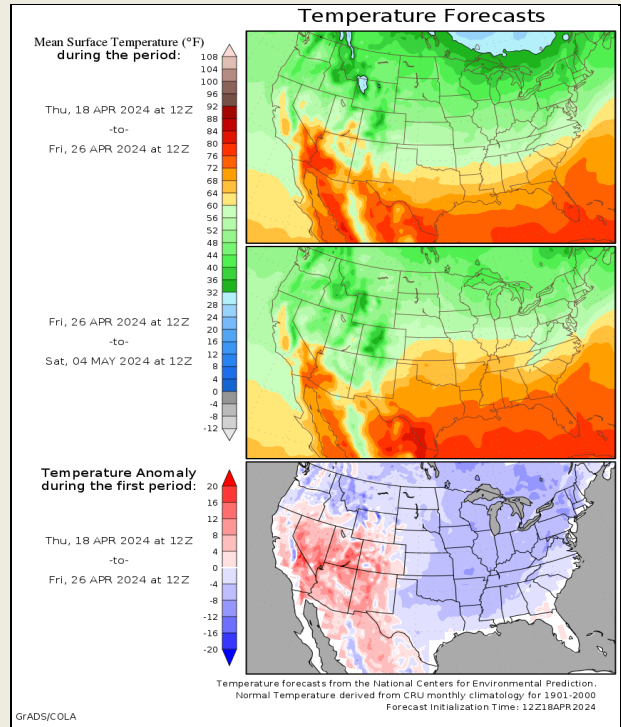 Temperature Forecasts
Mean Surface Temperature (°F)
during the period:
108
104
100
96
92
88
84
80
76
72
68
64
60
56
52
48
44
40
36
32
28
24
20
16
12
8
4
0
-4
-8
-12
Thu, 18 APR 2024 at 12Z
-to-
Fri, 26 APR 2024 at 12Z
Fri, 26 APR 2024 at 12Z
-to-
Sat, 04 MAY 2024 at 12Z
Temperature Anomaly
during the first period:
20
16
12
8
4
0
-4
-8
-12
-16
-20
Thu, 18 APR 2024 at 12Z
-to-
Fri, 26 APR 2024 at 12Z
Temperature forecasts from the National Centers for Environmental Prediction.
Normal Temperature derived from CRU monthly climatology for 1901-2000
Forecast Initialization Time: 12Z18APR2024
GrADS/COLA